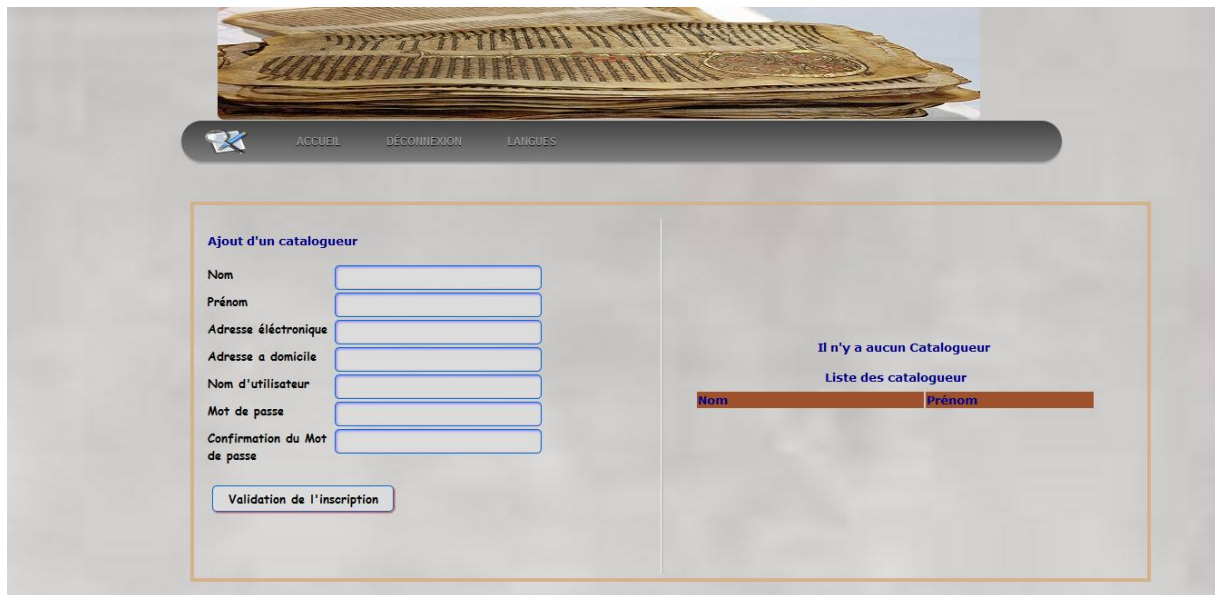 ACCUEIL DÉCONNEXION LANGUES
Ajout d'un catalogueur
Nom
Prénom
Adresse éléctronique
Adresse a domicile
Nom d'utilisateur
Mot de passe
Confirmation du Mot
de passe
Validation de l'inscription
Il n'y a aucun Catalogueur
Liste des catalogueur
Nom Prénom